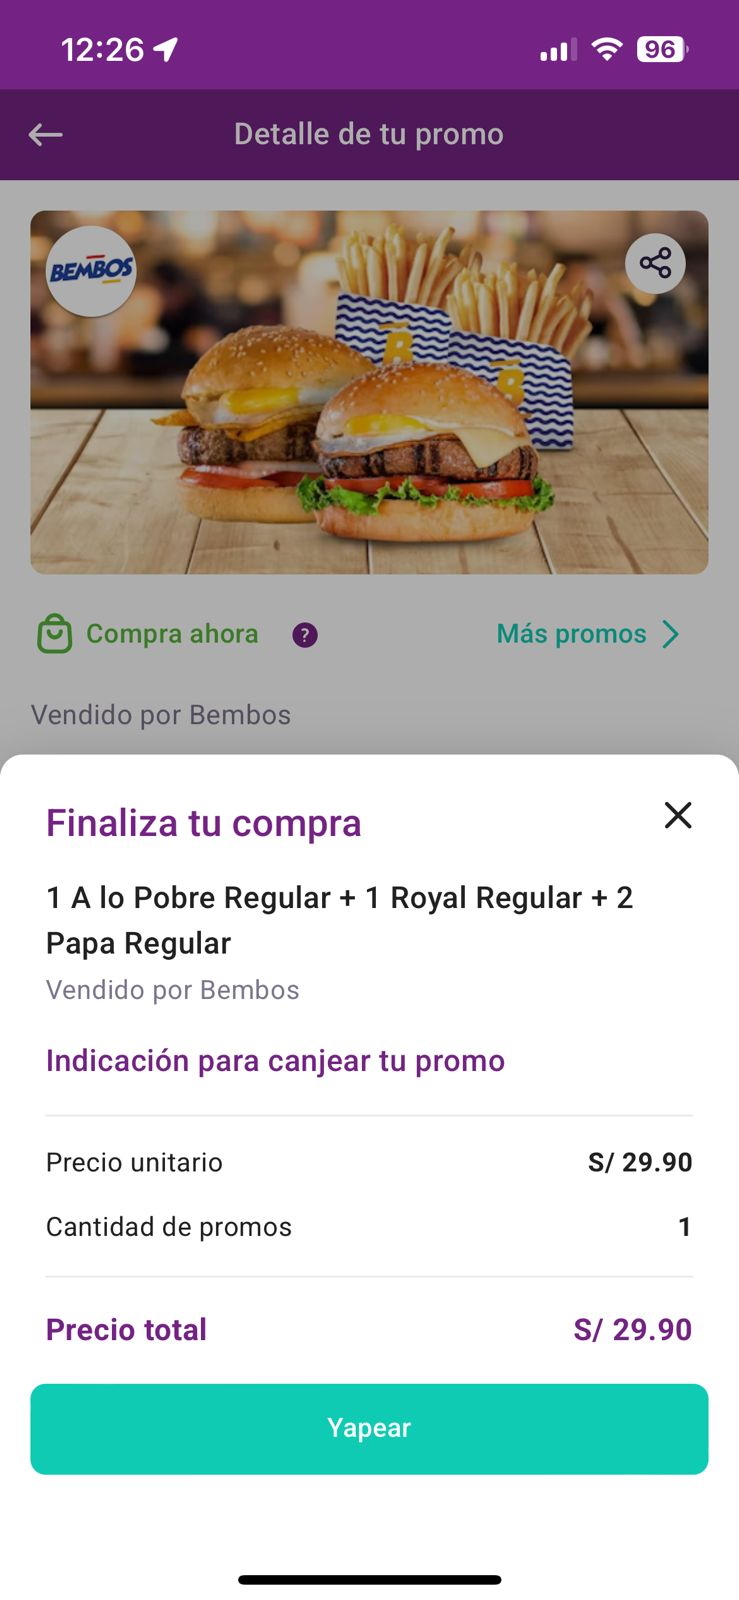 12:26
96
Detalle de tu promo
BEMBOS
B
B
Compra ahora ?
Más promos
Vendido por Bembos
Finaliza tu compra
1 A lo Pobre Regular + 1 Royal Regular + 2
Papa Regular
Vendido por Bembos
Indicación para canjear tu promo
Precio unitario S/ 29.90
Cantidad de promos 1
Precio total S/ 29.90
Yapear